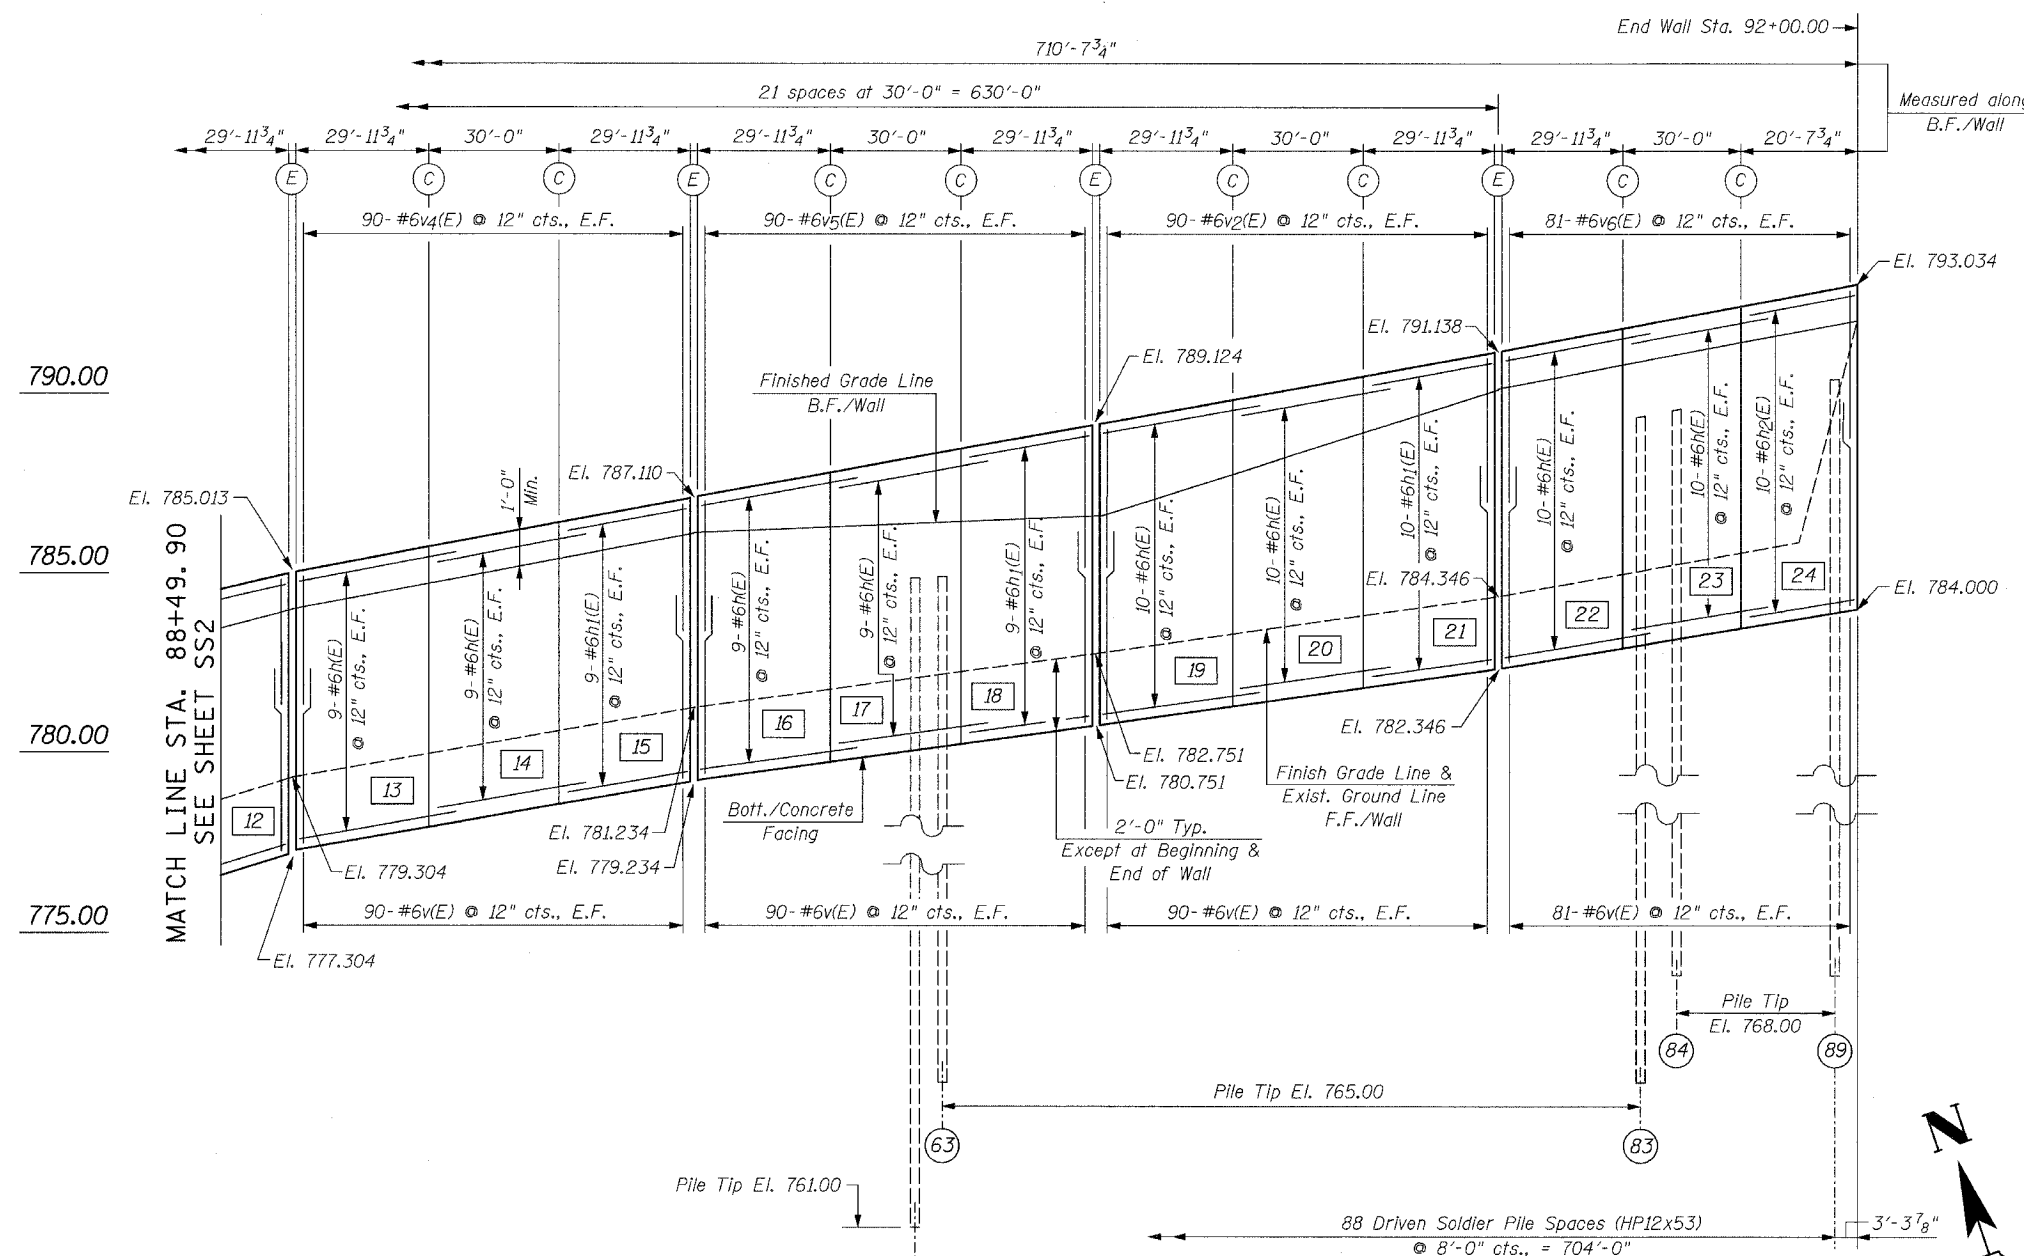 End Wall Sta. 92+00.00
710'-7¾"
21 spaces at 30'-0" = 630'-0"
Measured along
B.F./Wall
29'-11¾" 29'-11¾" 30'-0" 29'-11¾" 29'-11¾" 30'-0" 29'-11¾" 29'-11¾" 30'-0" 29'-11¾" 29'-11¾" 30'-0" 20'-7¾"
E C C E C C E C C E C C
90-#6v4(E) @ 12" cts., E.F. 90-#6v5(E) @ 12" cts., E.F. 90-#6v2(E) @ 12" cts., E.F. 81-#6v6(E) @ 12" cts., E.F.
El. 793.034
El. 791.138
El. 789.124
790.00
Finished Grade Line
B.F./Wall
El. 787.110
1'-0"
Min.
El. 785.013
785.00
MATCH LINE STA. 88+49.90
SEE SHEET SS2
9-#6h(E)
@ 12" cts., E.F.
9-#6h(E)
@ 12" cts., E.F.
9-#6h1(E)
@ 12" cts., E.F.
9-#6h(E)
@ 12" cts., E.F.
9-#6h(E)
@ 12" cts., E.F.
9-#6h1(E)
@ 12" cts., E.F.
10-#6h(E)
@ 12" cts., E.F.
10-#6h(E)
@ 12" cts., E.F.
10-#6h1(E)
@ 12" cts., E.F.
10-#6h(E)
@ 12" cts., E.F.
10-#6h(E)
@ 12" cts., E.F.
10-#6h2(E)
@ 12" cts., E.F.
El. 784.346
El. 784.000
12 13 14 15 16 17 18 19 20 21 22 23 24
780.00
El. 782.346
El. 782.751
El. 780.751
Finish Grade Line &
Exist. Ground Line
F.F./Wall
Bott./Concrete
Facing
2'-0" Typ.
Except at Beginning &
End of Wall
El. 781.234
El. 779.234
El. 779.304
775.00
90-#6v(E) @ 12" cts., E.F. 90-#6v(E) @ 12" cts., E.F. 90-#6v(E) @ 12" cts., E.F. 81-#6v(E) @ 12" cts., E.F.
El. 777.304
Pile Tip
El. 768.00
84 89
Pile Tip El. 765.00
63 83
N
Pile Tip El. 761.00
88 Driven Soldier Pile Spaces (HP12x53)
@ 8'-0" cts., = 704'-0"
3'-3⅞"